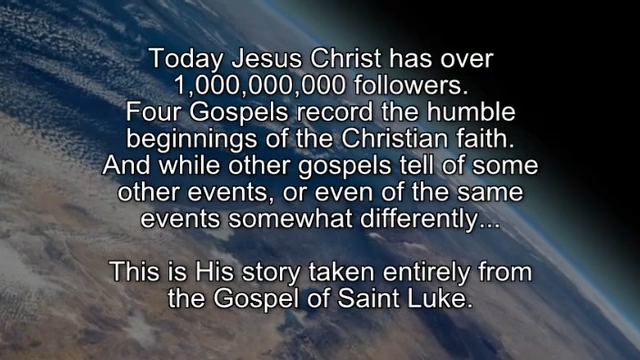 Today Jesus Christ has over
1,000,000,000 followers.
Four Gospels record the humble
beginnings of the Christian faith.
And while other gospels tell of some
other events, or even of the same
events somewhat differently...
This is His story taken entirely from
the Gospel of Saint Luke.